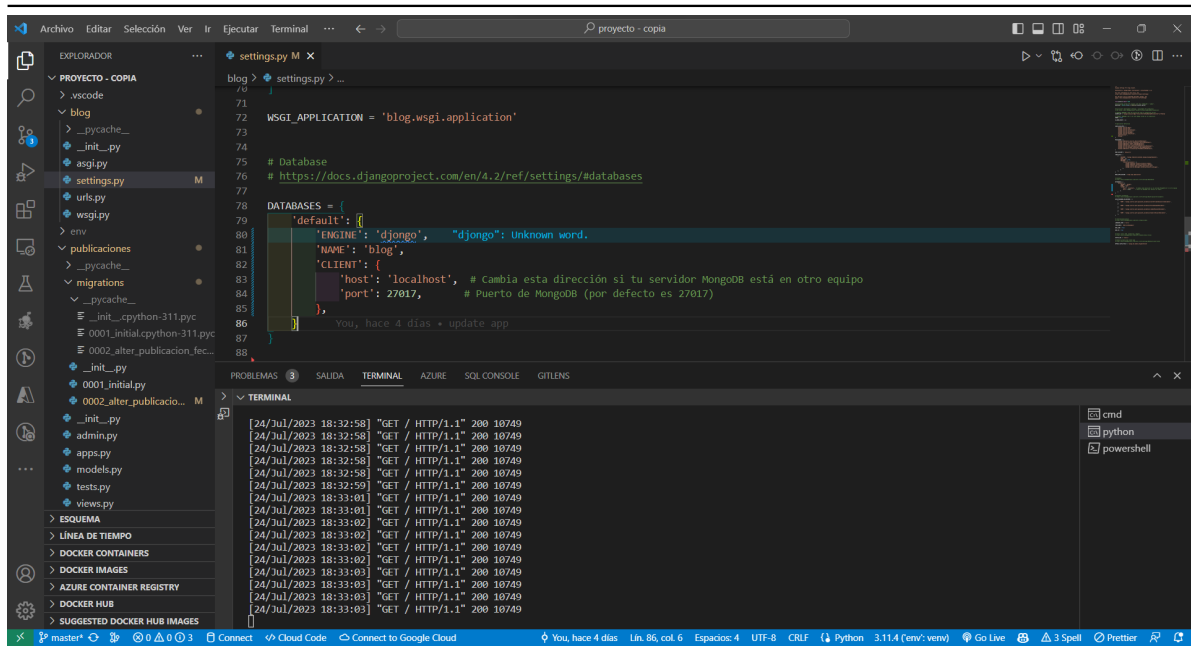 Archivo Editar Selección Ver Ir Ejecutar Terminal ··· proyecto - copia
EXPLORADOR ···
PROYECTO - COPIA
.vscode
blog
__pycache__
__init__.py
asgi.py
settings.py M
urls.py
wsgi.py
env
publicaciones
__pycache__
migrations
__pycache__
__init__.cpython-311.pyc
0001_initial.cpython-311.pyc
0002_alter_publicacion_fec...
__init__.py
0001_initial.py
0002_alter_publicacio... M
__init__.py
admin.py
apps.py
models.py
tests.py
views.py
ESQUEMA
LÍNEA DE TIEMPO
DOCKER CONTAINERS
DOCKER IMAGES
AZURE CONTAINER REGISTRY
DOCKER HUB
SUGGESTED DOCKER HUB IMAGES
settings.py M
blog > settings.py > ...
70 ]
71
72 WSGI_APPLICATION = 'blog.wsgi.application'
73
74
75 # Database
76 # https://docs.djangoproject.com/en/4.2/ref/settings/#databases
77
78 DATABASES = {
79 'default': {
80 'ENGINE': 'djongo', "djongo": Unknown word.
81 'NAME': 'blog',
82 'CLIENT': {
83 'host': 'localhost', # Cambia esta dirección si tu servidor MongoDB está en otro equipo
84 'port': 27017, # Puerto de MongoDB (por defecto es 27017)
85 },
86 } You, hace 4 días • update app
87 }
88
PROBLEMAS 3 SALIDA TERMINAL AZURE SQL CONSOLE GITLENS
TERMINAL
[24/Jul/2023 18:32:58] "GET / HTTP/1.1" 200 10749
[24/Jul/2023 18:32:58] "GET / HTTP/1.1" 200 10749
[24/Jul/2023 18:32:58] "GET / HTTP/1.1" 200 10749
[24/Jul/2023 18:32:58] "GET / HTTP/1.1" 200 10749
[24/Jul/2023 18:32:58] "GET / HTTP/1.1" 200 10749
[24/Jul/2023 18:32:59] "GET / HTTP/1.1" 200 10749
[24/Jul/2023 18:33:01] "GET / HTTP/1.1" 200 10749
[24/Jul/2023 18:33:01] "GET / HTTP/1.1" 200 10749
[24/Jul/2023 18:33:02] "GET / HTTP/1.1" 200 10749
[24/Jul/2023 18:33:02] "GET / HTTP/1.1" 200 10749
[24/Jul/2023 18:33:02] "GET / HTTP/1.1" 200 10749
[24/Jul/2023 18:33:02] "GET / HTTP/1.1" 200 10749
[24/Jul/2023 18:33:03] "GET / HTTP/1.1" 200 10749
[24/Jul/2023 18:33:03] "GET / HTTP/1.1" 200 10749
[24/Jul/2023 18:33:03] "GET / HTTP/1.1" 200 10749
[24/Jul/2023 18:33:03] "GET / HTTP/1.1" 200 10749
cmd
python
powershell
master* 0 0 0 3 Connect Cloud Code Connect to Google Cloud You, hace 4 días Lín. 86, col. 6 Espacios: 4 UTF-8 CRLF Python 3.11.4 ('env': venv) Go Live 3 Spell Prettier